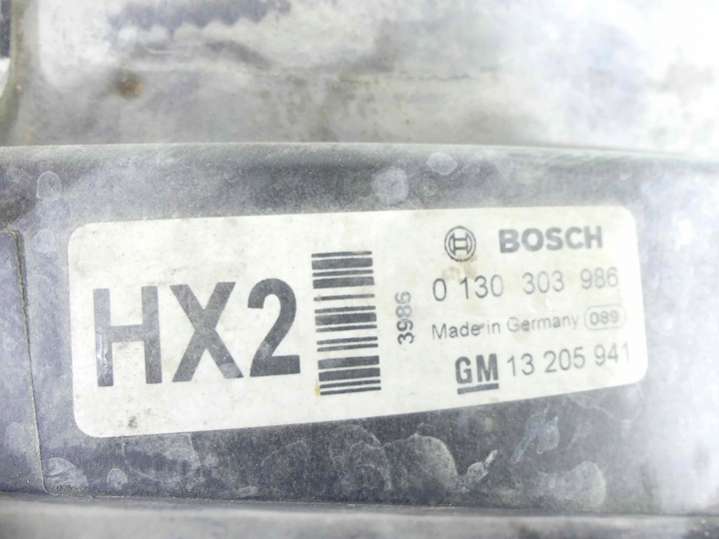 HX2
3986
BOSCH
0 130 303 986
Made in Germany 089
GM 13 205 941